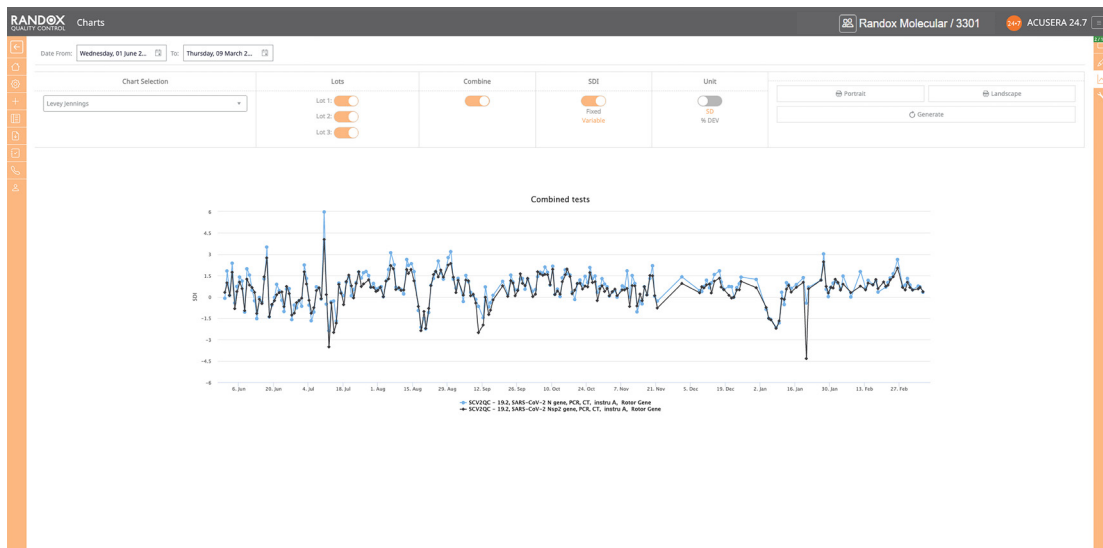 RANDOX
QUALITY CONTROL
Charts
Randox Molecular / 3301
24•7
ACUSERA 24.7
Date From:
Wednesday, 01 June 2...
To:
Thursday, 09 March 2...
Chart Selection
Lots
Combine
SDI
Unit
Levey Jennings
Lot 1:
Lot 2:
Lot 3:
Fixed
Variable
SD
% DEV
Portrait
Landscape
Generate
Combined tests
6
4.5
3
1.5
0
-1.5
-3
-4.5
-6
SDI
6. Jun
20. Jun
4. Jul
18. Jul
1. Aug
15. Aug
29. Aug
12. Sep
26. Sep
10. Oct
24. Oct
7. Nov
21. Nov
5. Dec
19. Dec
2. Jan
16. Jan
30. Jan
13. Feb
27. Feb
SCV2QC - 19.2, SARS-CoV-2 N gene, PCR, CT, instru A, Rotor Gene
SCV2QC - 19.2, SARS-CoV-2 Nsp2 gene, PCR, CT, instru A, Rotor Gene